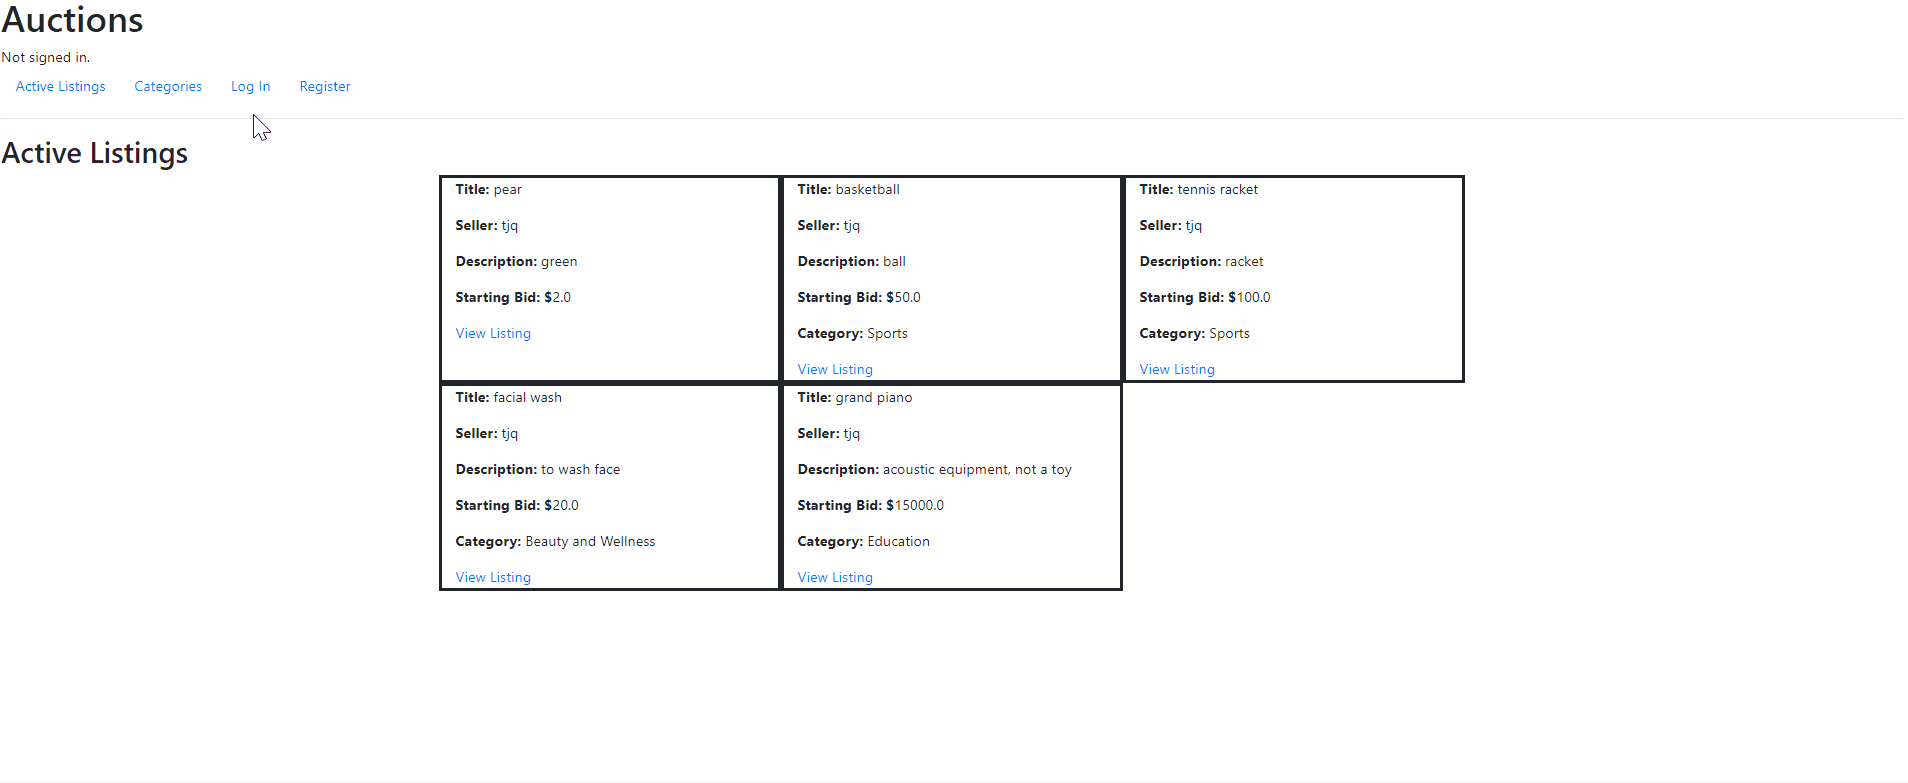 Auctions
Not signed in.
Active Listings Categories Log In Register
Active Listings
Title: pear
Seller: tjq
Description: green
Starting Bid: $2.0
View Listing
Title: basketball
Seller: tjq
Description: ball
Starting Bid: $50.0
Category: Sports
View Listing
Title: tennis racket
Seller: tjq
Description: racket
Starting Bid: $100.0
Category: Sports
View Listing
Title: facial wash
Seller: tjq
Description: to wash face
Starting Bid: $20.0
Category: Beauty and Wellness
View Listing
Title: grand piano
Seller: tjq
Description: acoustic equipment, not a toy
Starting Bid: $15000.0
Category: Education
View Listing